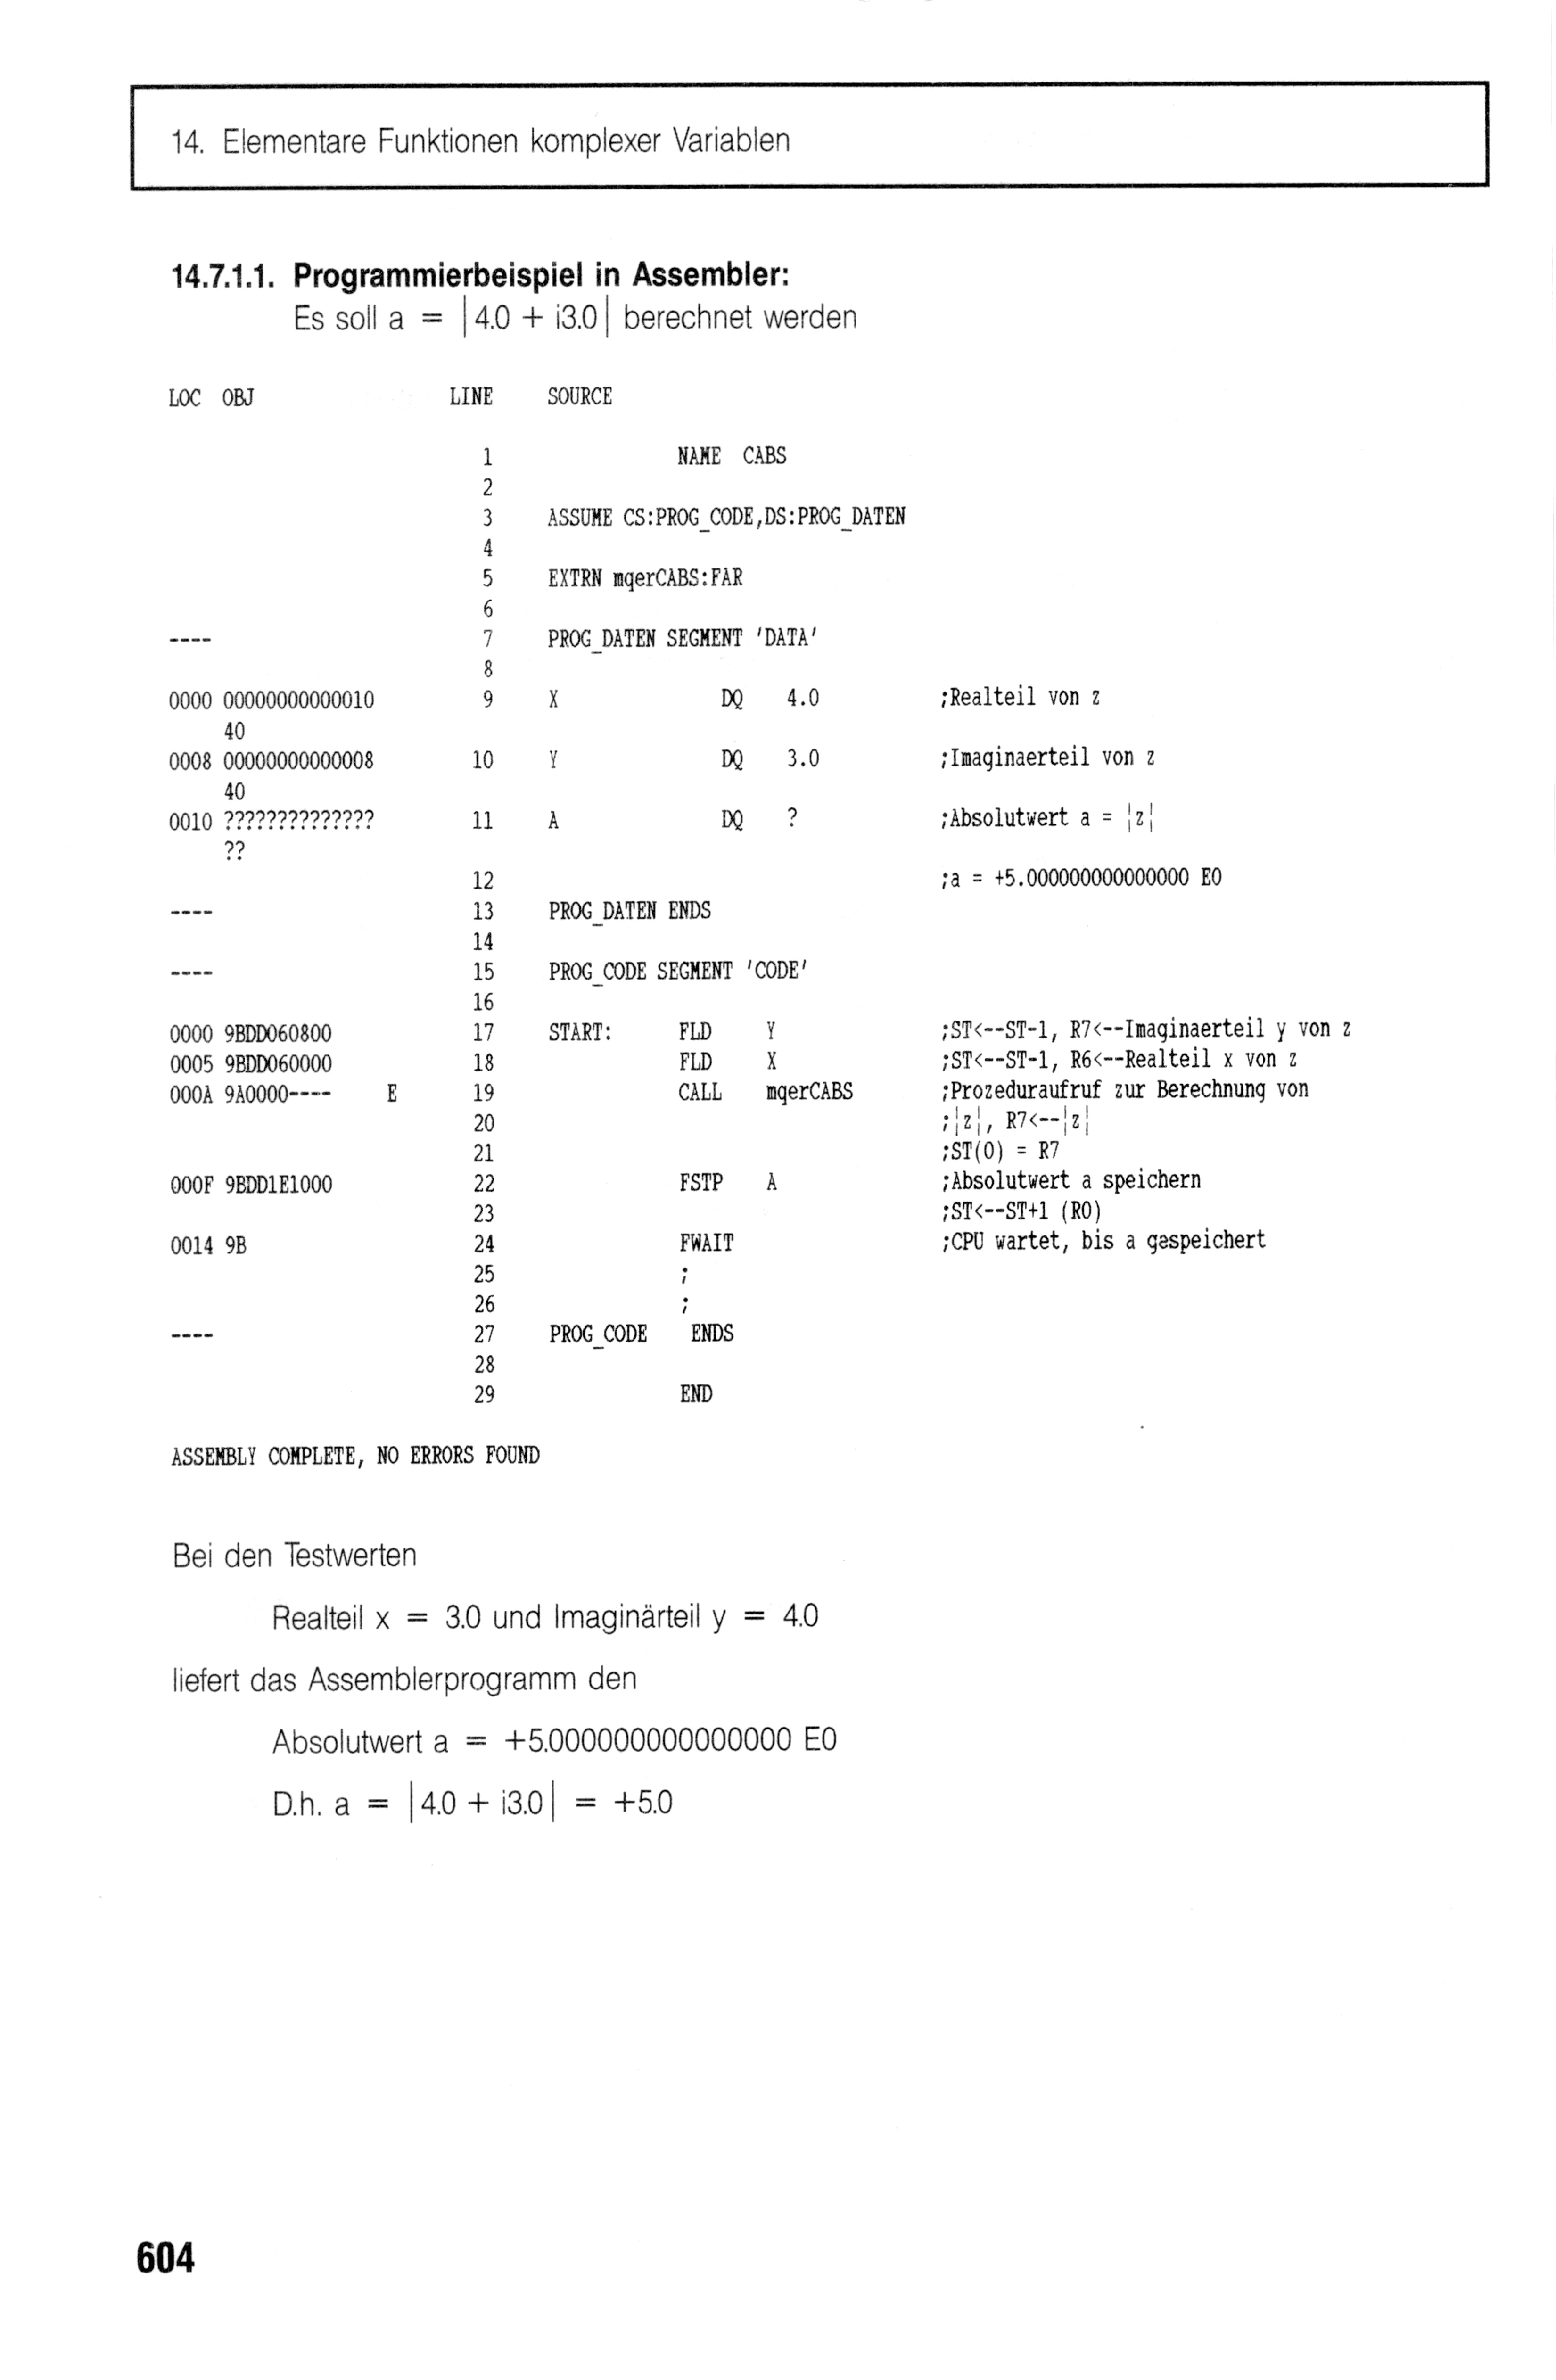 14. Elementare Funktionen komplexer Variablen
14.7.1.1. Programmierbeispiel in Assembler:
Es soll a = |4.0 + i3.0| berechnet werden
LOC OBJ LINE SOURCE
1 NAME CABS
2
3 ASSUME CS:PROG_CODE,DS:PROG_DATEN
4
5 EXTRN mqerCABS:FAR
6
---- 7 PROG_DATEN SEGMENT 'DATA'
8
0000 00000000000010 9 X DQ 4.0 ;Realteil von z
40
0008 00000000000008 10 Y DQ 3.0 ;Imaginaerteil von z
40
0010 ?????????????? 11 A DQ ? ;Absolutwert a = ¦z¦
??
12 ;a = +5.000000000000000 E0
---- 13 PROG_DATEN ENDS
14
---- 15 PROG_CODE SEGMENT 'CODE'
16
0000 9BDD060800 17 START: FLD Y ;ST<--ST-1, R7<--Imaginaerteil y von z
0005 9BDD060000 18 FLD X ;ST<--ST-1, R6<--Realteil x von z
000A 9A0000---- E 19 CALL mqerCABS ;Prozeduraufruf zur Berechnung von
20 ;¦z¦, R7<--¦z¦
21 ;ST(0) = R7
000F 9BDD1E1000 22 FSTP A ;Absolutwert a speichern
23 ;ST<--ST+1 (R0)
0014 9B 24 FWAIT ;CPU wartet, bis a gespeichert
25 ;
26 ;
---- 27 PROG_CODE ENDS
28
29 END
ASSEMBLY COMPLETE, NO ERRORS FOUND
Bei den Testwerten
Realteil x = 3.0 und Imaginärteil y = 4.0
liefert das Assemblerprogramm den
Absolutwert a = +5.000000000000000 E0
D.h. a = |4.0 + i3.0| = +5.0
604